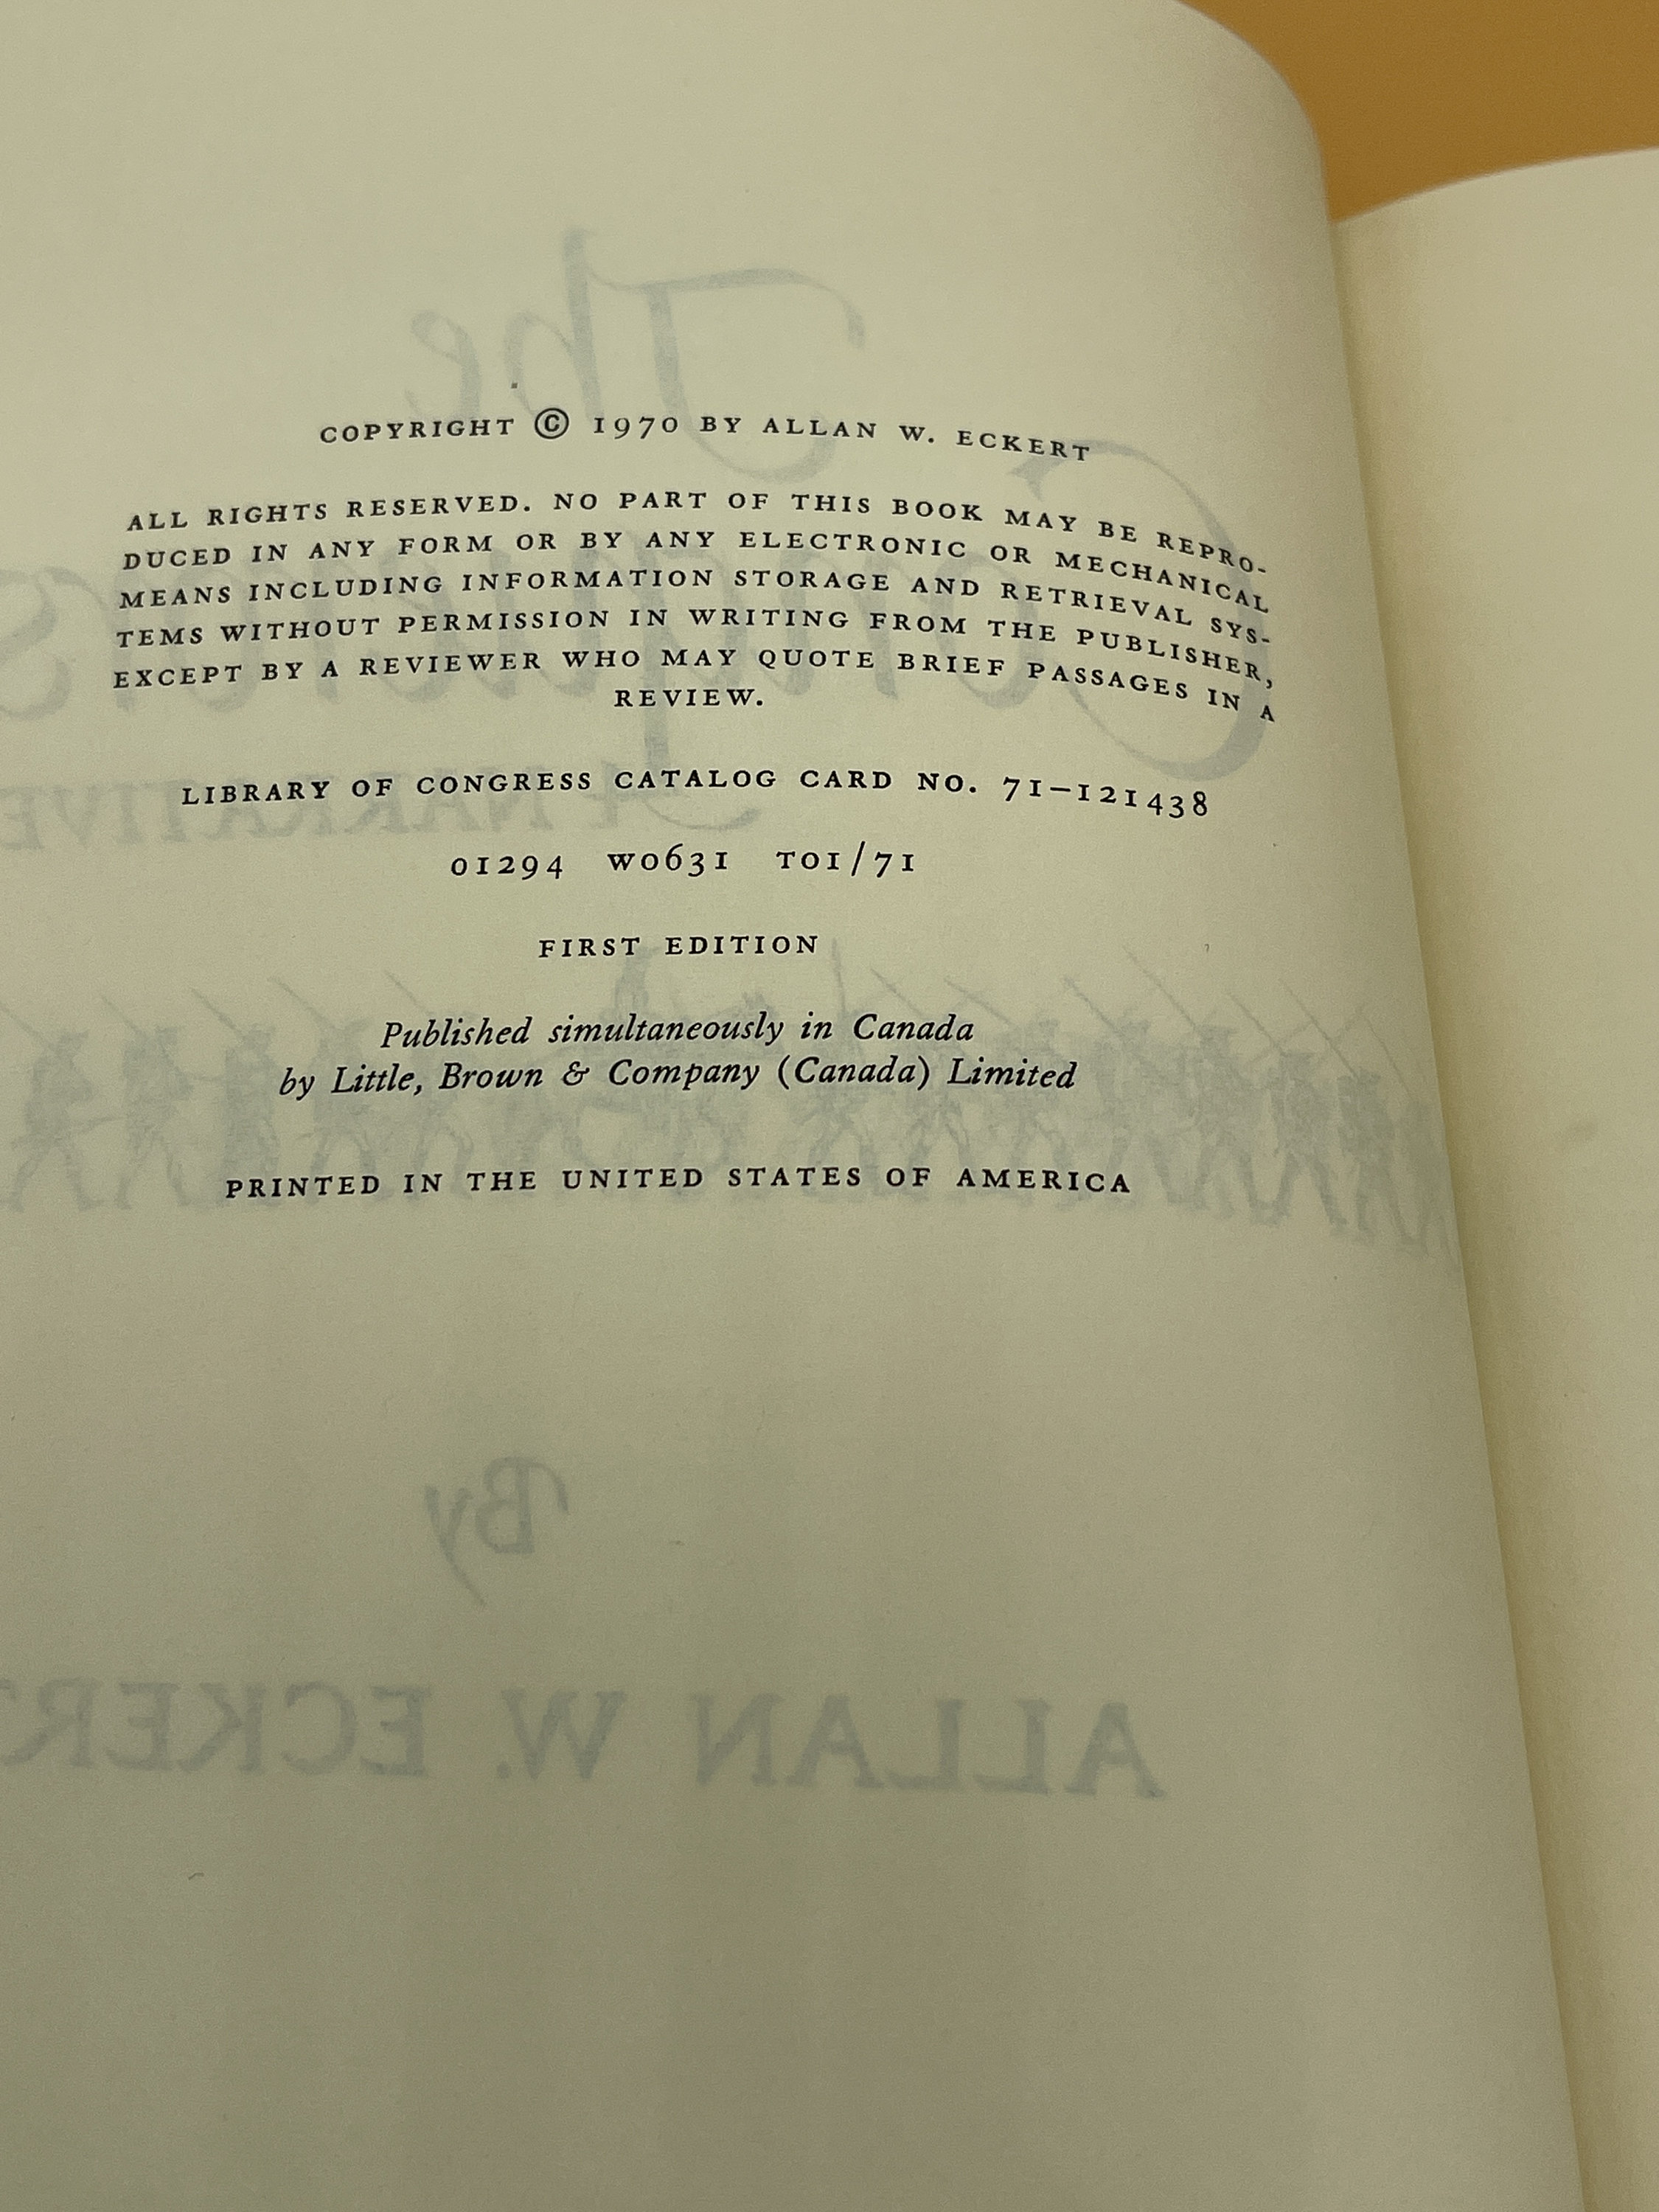 COPYRIGHT © 1970 BY ALLAN W. ECKERT
ALL RIGHTS RESERVED. NO PART OF THIS BOOK MAY BE REPRO-
DUCED IN ANY FORM OR BY ANY ELECTRONIC OR MECHANICAL
MEANS INCLUDING INFORMATION STORAGE AND RETRIEVAL SYS-
TEMS WITHOUT PERMISSION IN WRITING FROM THE PUBLISHER,
EXCEPT BY A REVIEWER WHO MAY QUOTE BRIEF PASSAGES IN A
REVIEW.
LIBRARY OF CONGRESS CATALOG CARD NO. 71–121438
01294 W0631 T01/71
FIRST EDITION
Published simultaneously in Canada
by Little, Brown & Company (Canada) Limited
PRINTED IN THE UNITED STATES OF AMERICA
The
By
ALLAN W. ECKERT